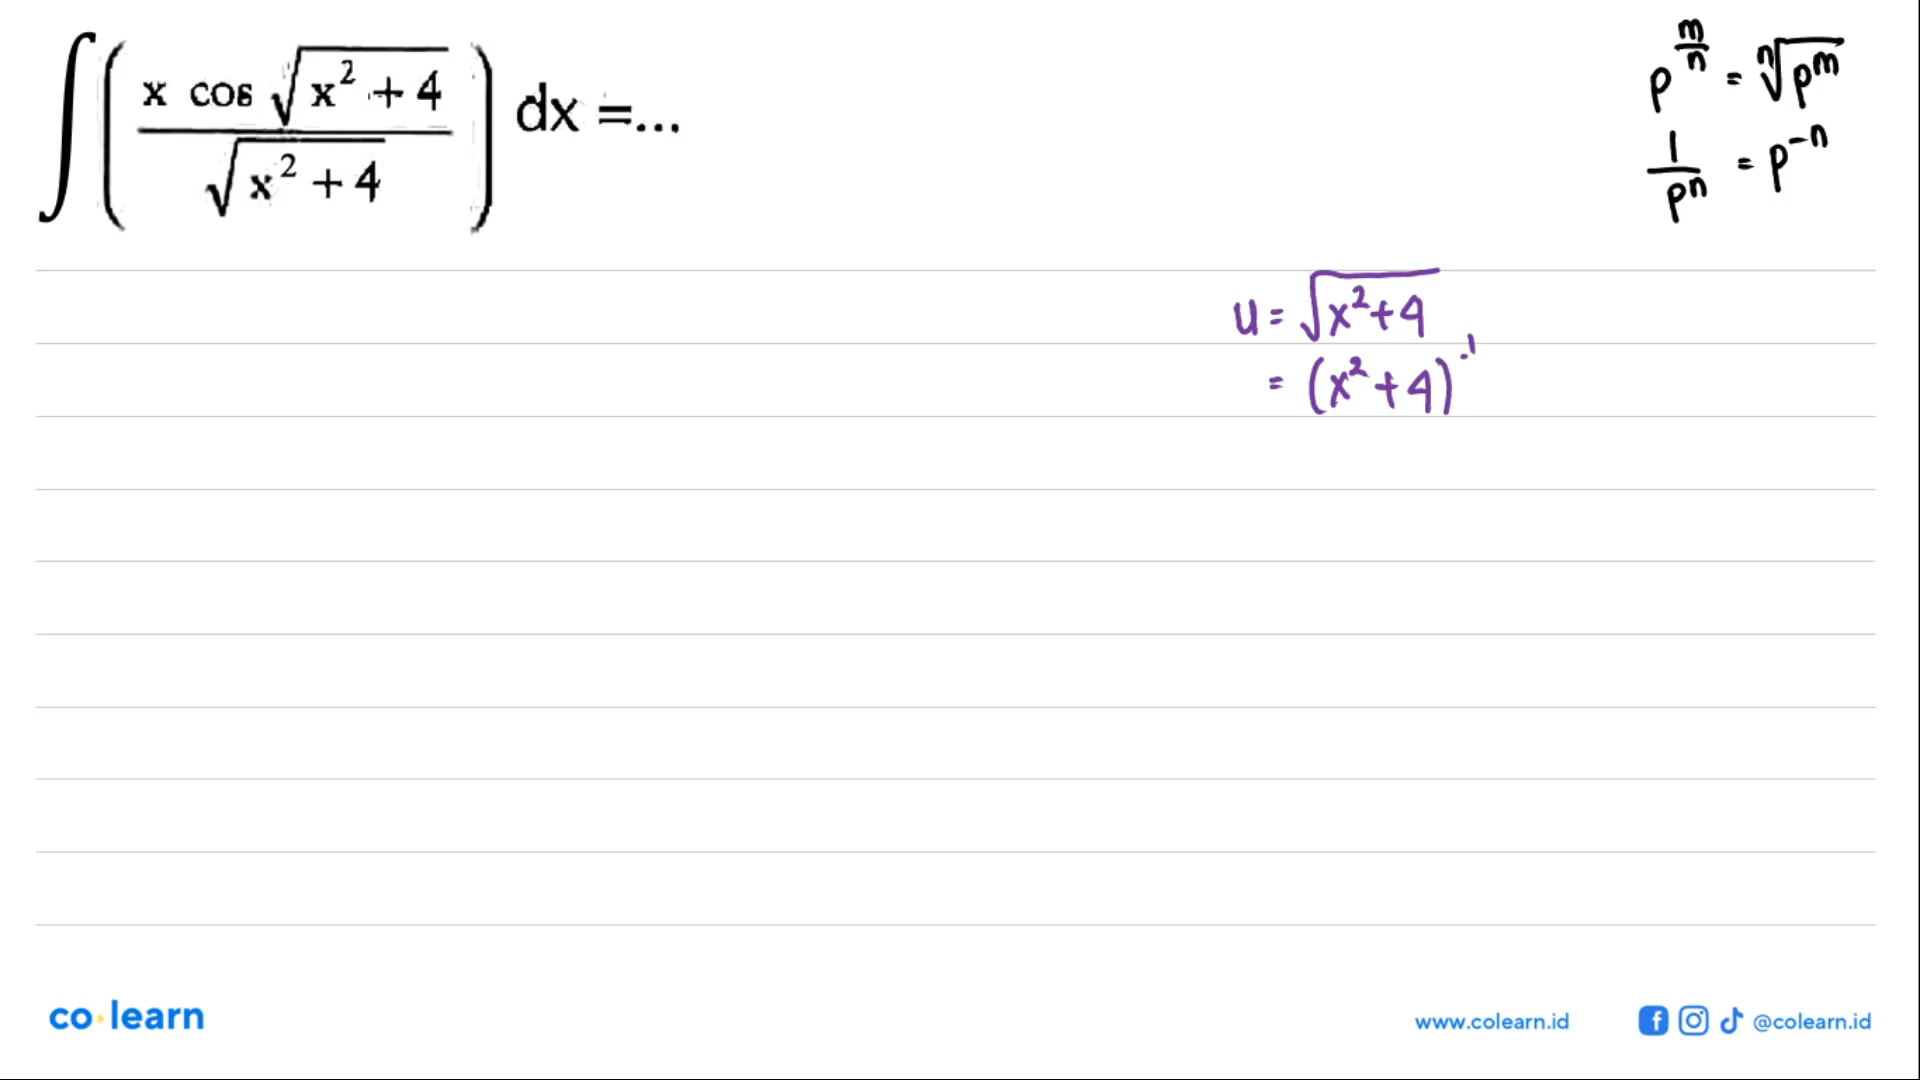 ∫ ( x cos √(x² + 4) / √(x² + 4) ) dx =...
p^(m/n) = ⁿ√(p^m)
1/pⁿ = p⁻ⁿ
u = √(x²+4)
= (x²+4)
co learn
www.colearn.id
@colearn.id